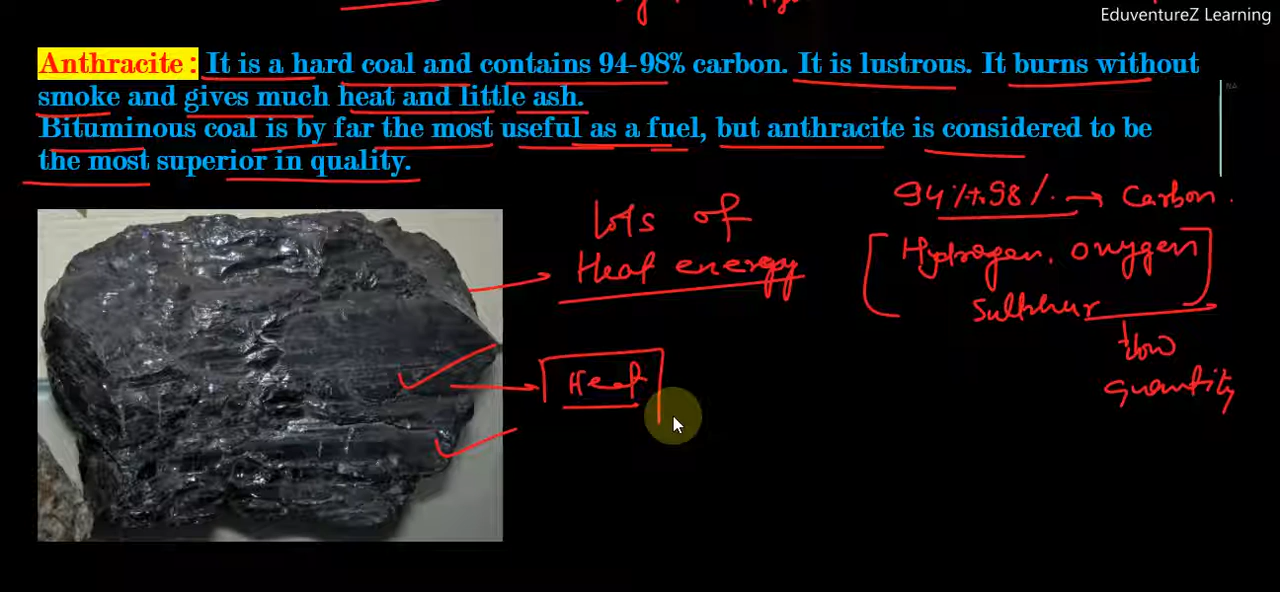 EduventureZ Learning
Anthracite : It is a hard coal and contains 94-98% carbon. It is lustrous. It burns without
smoke and gives much heat and little ash.
Bituminous coal is by far the most useful as a fuel, but anthracite is considered to be
the most superior in quality.
94%+98%. → Carbon.
lots of
Heat energy
[Hydrogen, oxygen]
sulphur
quantity
Heat